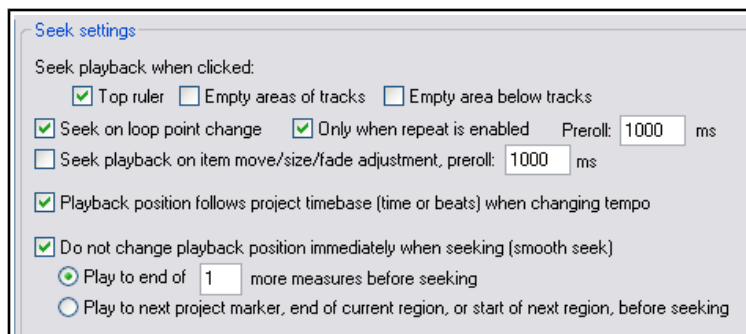 Seek settings
Seek playback when clicked:
Top ruler Empty areas of tracks Empty area below tracks
Seek on loop point change Only when repeat is enabled Preroll: 1000 ms
Seek playback on item move/size/fade adjustment, preroll: 1000 ms
Playback position follows project timebase (time or beats) when changing tempo
Do not change playback position immediately when seeking (smooth seek)
Play to end of 1 more measures before seeking
Play to next project marker, end of current region, or start of next region, before seeking